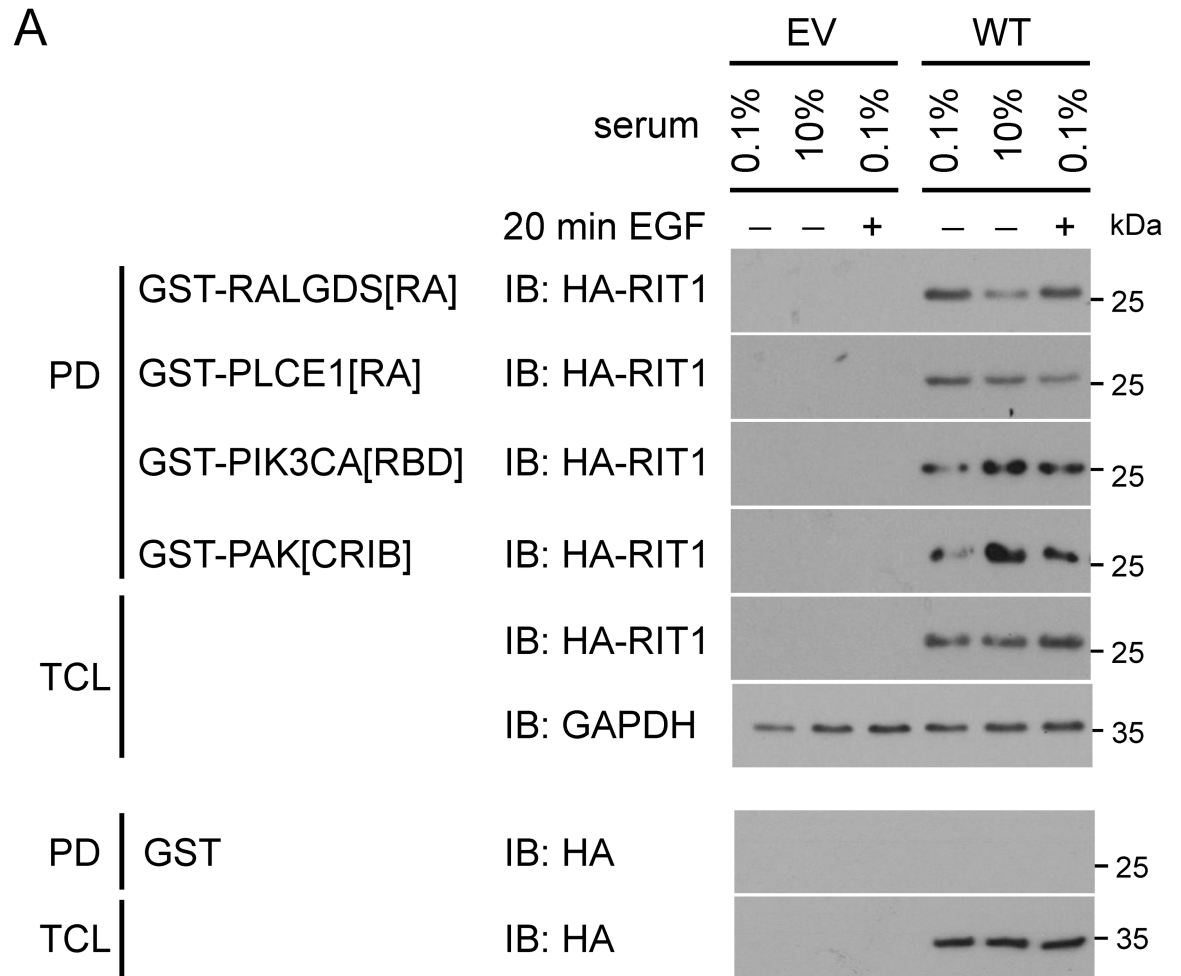 A
EV WT
serum 0.1% 10% 0.1% 0.1% 10% 0.1%
20 min EGF – – + – – + kDa
GST-RALGDS[RA] IB: HA-RIT1 25
PD GST-PLCE1[RA] IB: HA-RIT1 25
GST-PIK3CA[RBD] IB: HA-RIT1 25
GST-PAK[CRIB] IB: HA-RIT1 25
IB: HA-RIT1 25
TCL
IB: GAPDH 35
PD GST IB: HA 25
TCL IB: HA 35